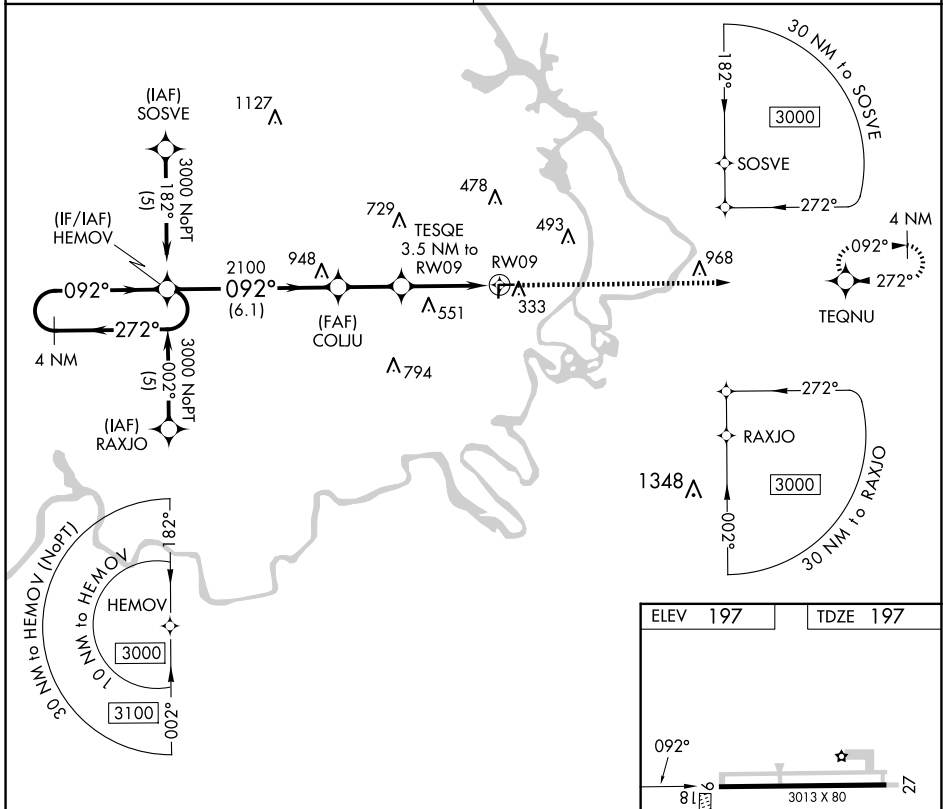 (IAF)
SOSVE
1127
3000 NoPT
182°
(5)
(IF/IAF)
HEMOV
092°
272°
4 NM
2100
092°
(6.1)
948
(FAF)
COLJU
729
TESQE
3.5 NM to
RW09
478
493
RW09
333
551
794
968
3000 NoPT
002°
(5)
(IAF)
RAXJO
30 NM to SOSVE
182°
3000
SOSVE
272°
4 NM
092°
272°
TEQNU
272°
RAXJO
3000
002°
30 NM to RAXJO
1348
30 NM to HEMOV (NoPT)
10 NM to HEMOV
182°
HEMOV
3000
3100
002°
ELEV 197
TDZE 197
092°
9
27
3013 X 80
18